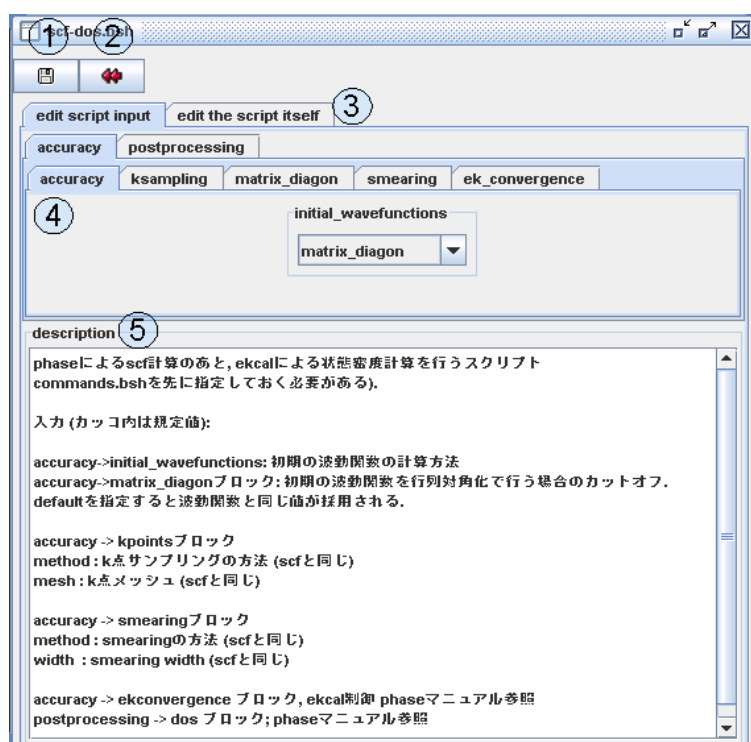 ① scf-dos.bsh ②
edit script input edit the script itself ③
accuracy postprocessing
accuracy ksampling matrix_diagon smearing ek_convergence
④ initial_wavefunctions
matrix_diagon
description ⑤
phaseによるscf計算のあと, ekcalによる状態密度計算を行うスクリプト
commands.bshを先に指定しておく必要がある).
入力 (カッコ内は規定値):
accuracy->initial_wavefunctions: 初期の波動関数の計算方法
accuracy->matrix_diagonブロック: 初期の波動関数を行列対角化で行う場合のカットオフ.
defaultを指定すると波動関数と同じ値が採用される.
accuracy -> kpointsブロック
method : k点サンプリングの方法 (scfと同じ)
mesh : k点メッシュ (scfと同じ)
accuracy -> smearingブロック
method : smearingの方法 (scfと同じ)
width : smearing width (scfと同じ)
accuracy -> ekconvergence ブロック, ekcal制御 phaseマニュアル参照
postprocessing -> dos ブロック; phaseマニュアル参照